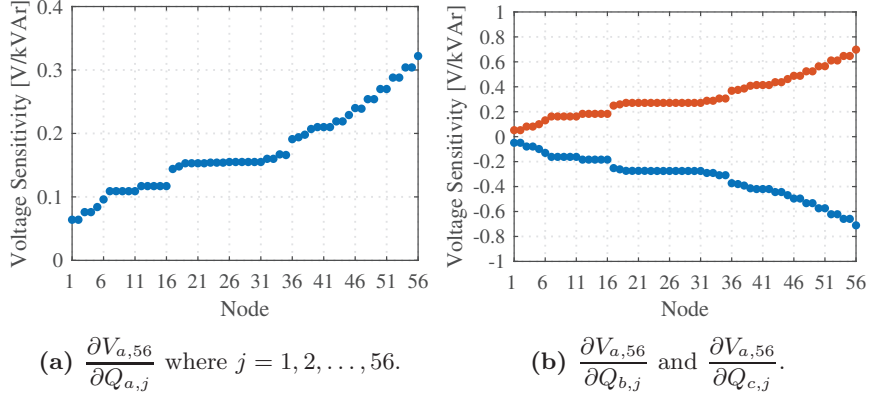 0.4
0.3
0.2
0.1
0
Voltage Sensitivity [V/kVAr]
1 6 11 16 21 26 31 36 41 46 51 56
Node
1
0.8
0.6
0.4
0.2
0
-0.2
-0.4
-0.6
-0.8
-1
Voltage Sensitivity [V/kVAr]
1 6 11 16 21 26 31 36 41 46 51 56
Node
(a) ∂V_{a,56}/∂Q_{a,j} where j = 1, 2, . . . , 56.
(b) ∂V_{a,56}/∂Q_{b,j} and ∂V_{a,56}/∂Q_{c,j}.